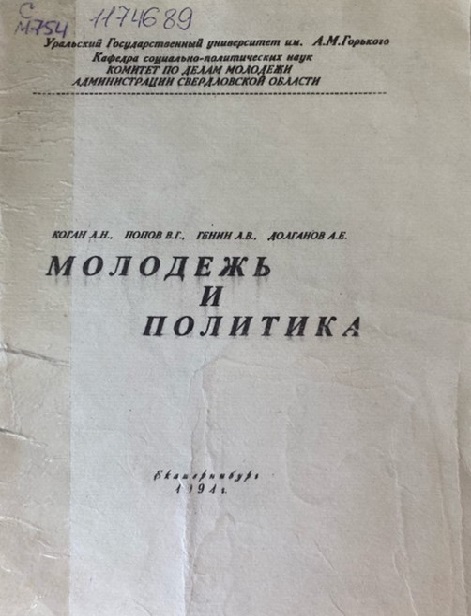 С
М754 1174689
Уральский Государственный университет им. А.М.Горького
Кафедра социально-политических наук
КОМИТЕТ ПО ДЕЛАМ МОЛОДЕЖИ
АДМИНИСТРАЦИИ СВЕРДЛОВСКОЙ ОБЛАСТИ
КОГАН Л.Н., ПОПОВ В.Г., ГЕНИН Л.В., ДОЛГАНОВ А.Е.
МОЛОДЕЖЬ
И
ПОЛИТИКА
Екатеринбург